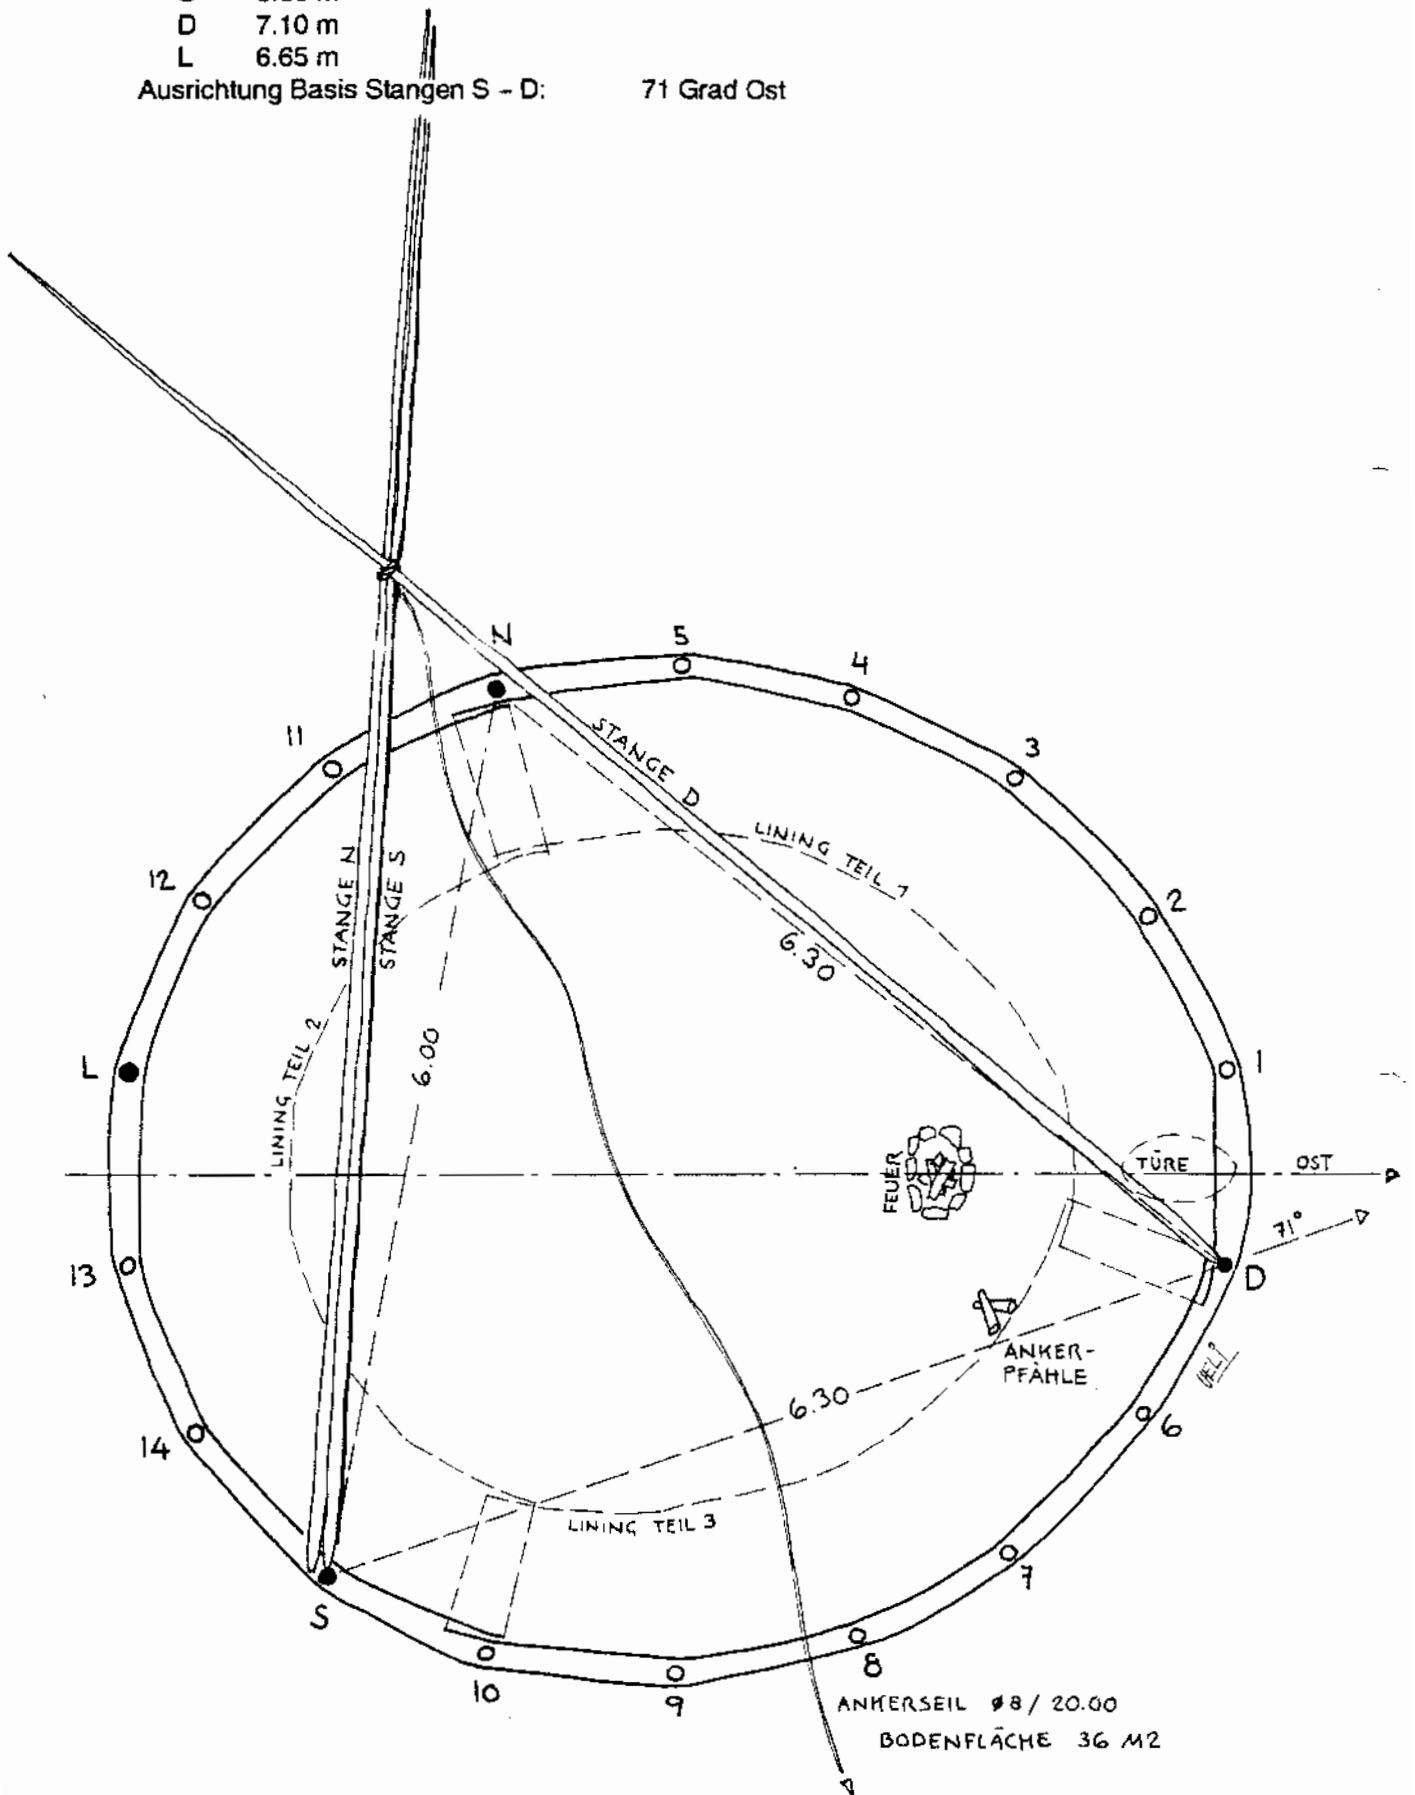 D 7.10 m
L 6.65 m
Ausrichtung Basis Stangen S – D: 71 Grad Ost
N
5
4
11
3
STANGE D
LINING TEIL 1
12
STANGE N
STANGE S
2
6.30
LINING TEIL 2
6.00
L
1
FEUER
TÜRE
OST
71°
13
D
ANKER-
PFÄHLE
6.30
14
6
LINING TEIL 3
7
S
8
10
9
ANKERSEIL ø8 / 20.00
BODENFLÄCHE 36 M2